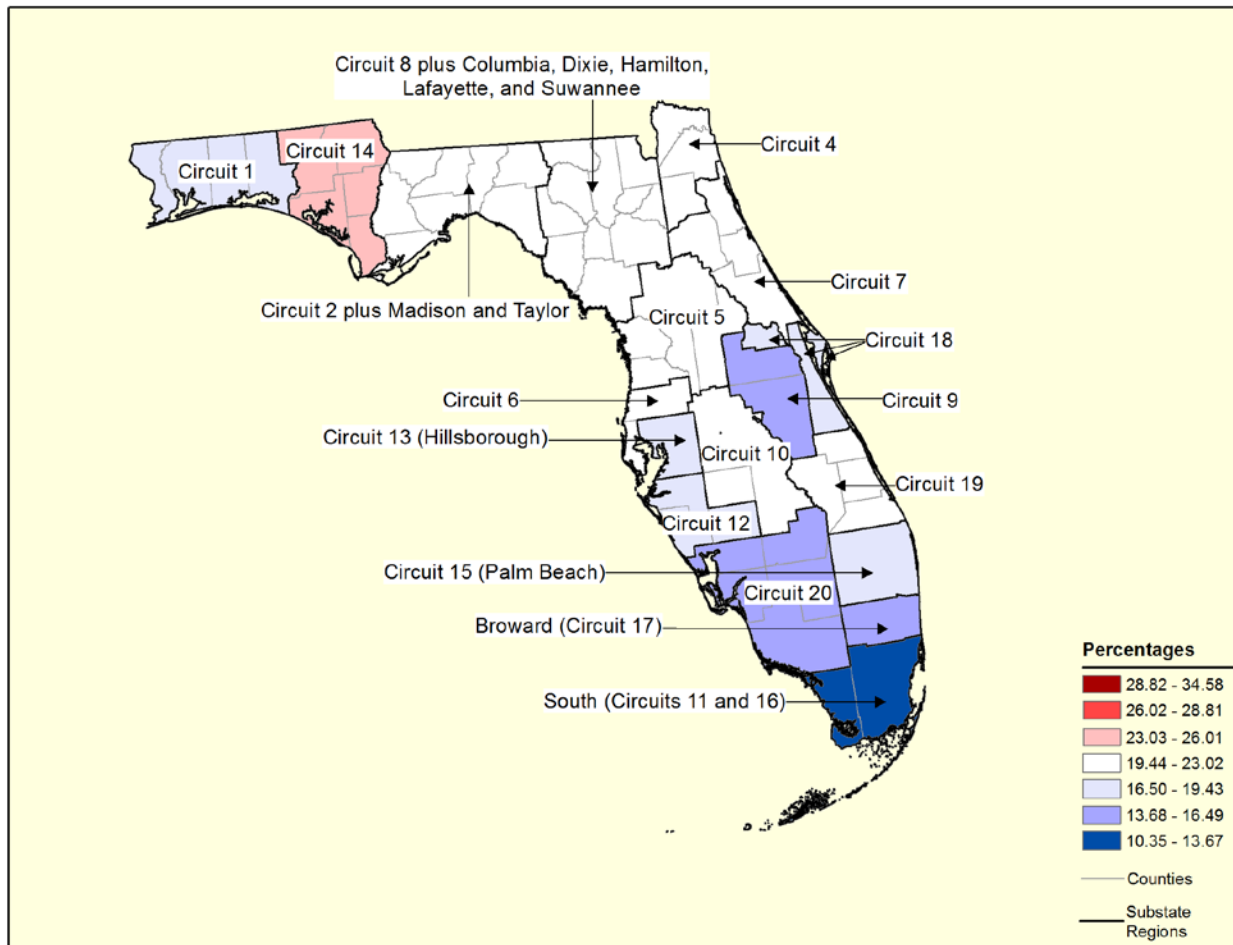 Circuit 8 plus Columbia, Dixie, Hamilton,
Lafayette, and Suwannee
Circuit 4
Circuit 14
Circuit 1
Circuit 7
Circuit 2 plus Madison and Taylor
Circuit 5
Circuit 18
Circuit 6
Circuit 9
Circuit 13 (Hillsborough)
Circuit 10
Circuit 19
Circuit 12
Circuit 15 (Palm Beach)
Circuit 20
Broward (Circuit 17)
South (Circuits 11 and 16)
Percentages
28.82 - 34.58
26.02 - 28.81
23.03 - 26.01
19.44 - 23.02
16.50 - 19.43
13.68 - 16.49
10.35 - 13.67
Counties
Substate
Regions